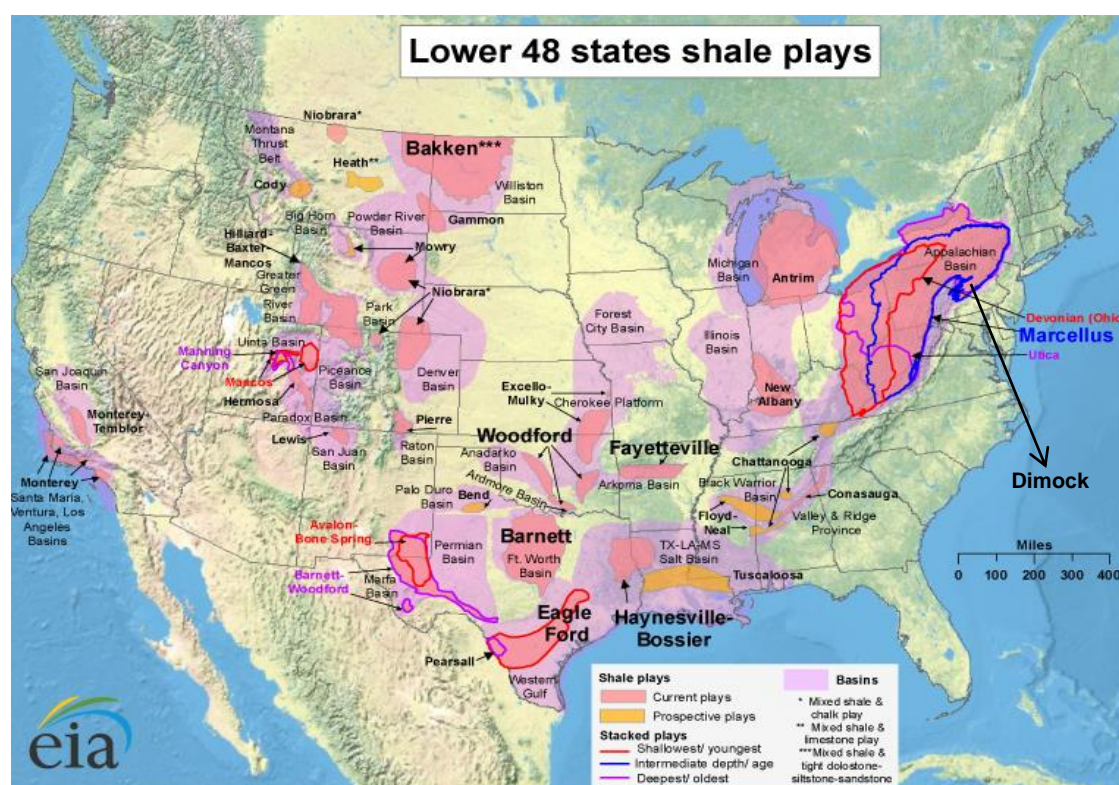 Lower 48 states shale plays
Niobrara*
Montana
Thrust
Belt
Bakken***
Heath**
Cody
Williston
Basin
Big Horn
Basin
Powder River
Basin
Gammon
Hilliard-
Baxter-
Mancos
Mowry
Greater
Green
River
Basin
Niobrara*
Park
Basin
Michigan
Basin
Antrim
Appalachian
Basin
Devonian (Ohio
Marcellus
Utica
Forest
City Basin
Illinois
Basin
Uinta Basin
Manning
Canyon
Mancos
Piceance
Basin
Denver
Basin
San Joaquin
Basin
Hermosa
Excello-
Mulky
Cherokee Platform
New
Albany
Monterey-
Temblor
Paradox Basin
Pierre
Lewis
San Juan
Basin
Raton
Basin
Woodford
Anadarko
Basin
Fayetteville
Chattanooga
Dimock
Monterey
Santa Maria,
Ventura, Los
Angeles
Basins
Palo Duro
Basin
Bend
Ardmore Basin
Arkoma Basin
Black Warrior
Basin
Conasauga
Floyd-
Neal
Valley & Ridge
Province
Avalon-
Bone Spring
Permian
Basin
Barnett
Ft. Worth
Basin
TX-LA-MS
Salt Basin
Tuscaloosa
Miles
0 100 200 300 400
Barnett-
Woodford
Marfa
Basin
Eagle
Ford
Haynesville-
Bossier
Pearsall
Western
Gulf
Shale plays
Current plays
Prospective plays
Stacked plays
Shallowest/ youngest
Intermediate depth/ age
Deepest/ oldest
Basins
* Mixed shale &
chalk play
** Mixed shale &
limestone play
***Mixed shale &
tight dolostone-
siltstone-sandstone
eia